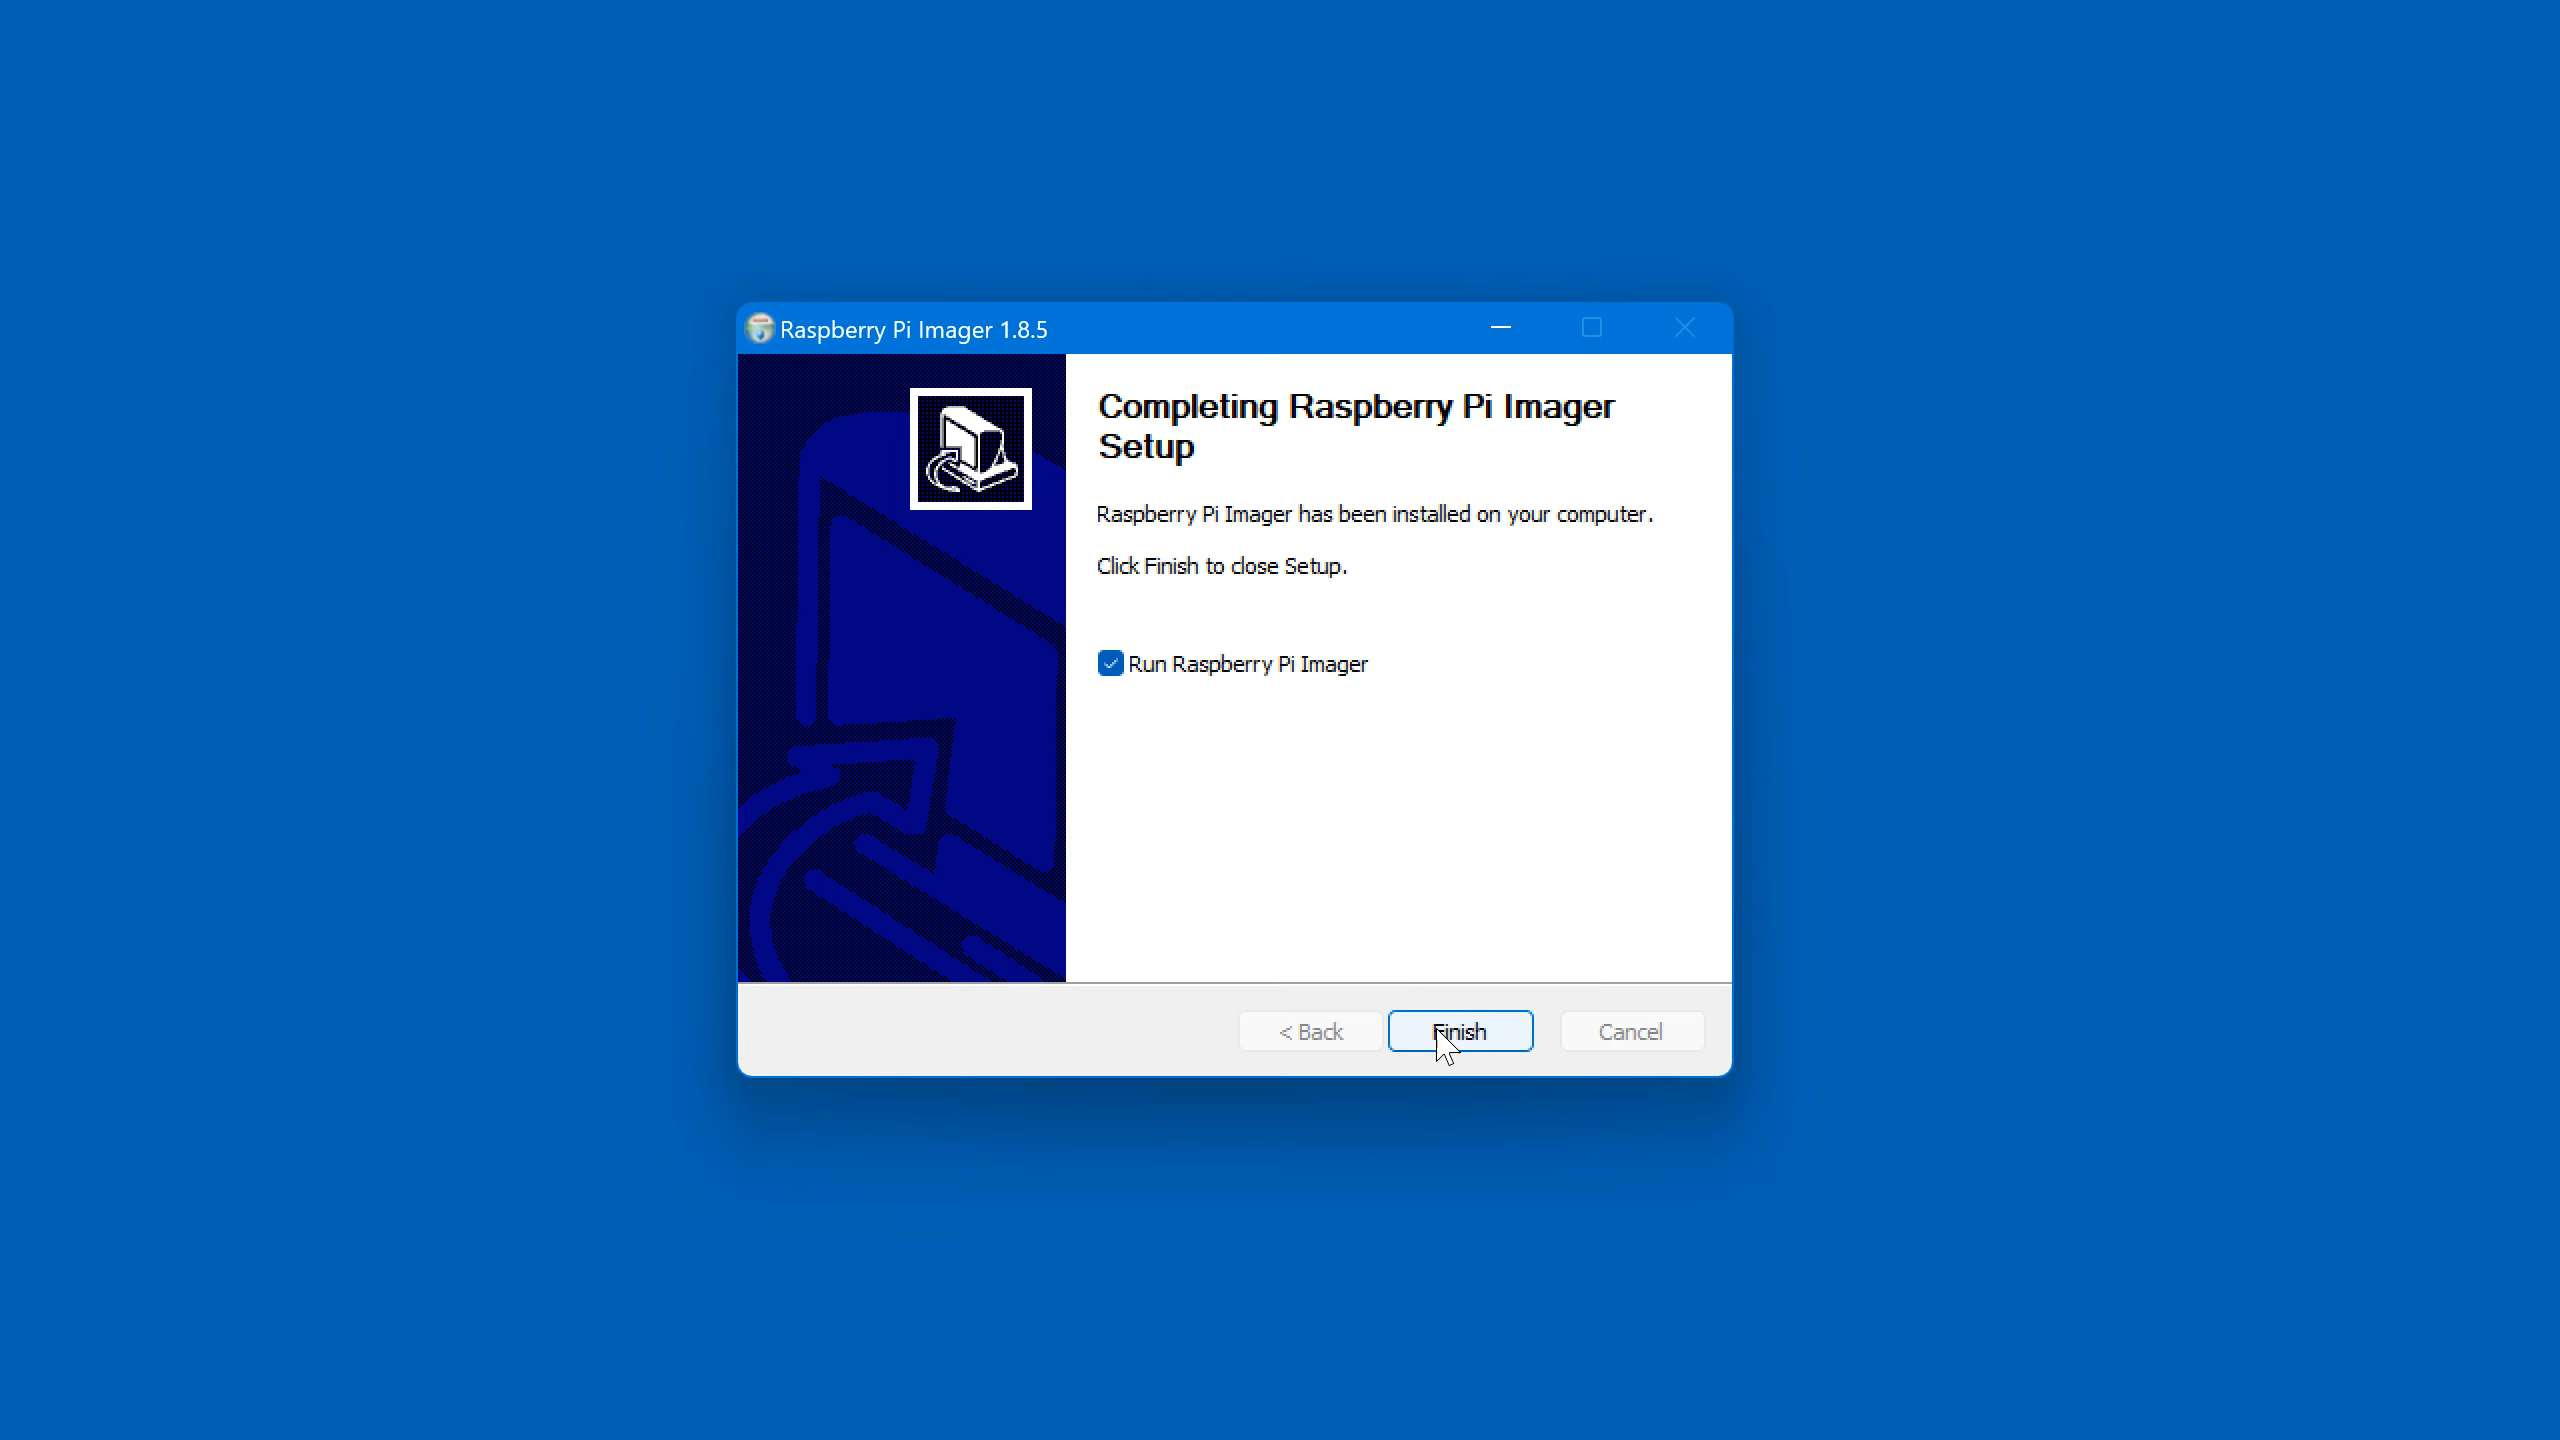 Raspberry Pi Imager 1.8.5
Completing Raspberry Pi Imager
Setup
Raspberry Pi Imager has been installed on your computer.
Click Finish to close Setup.
Run Raspberry Pi Imager
< Back
Finish
Cancel